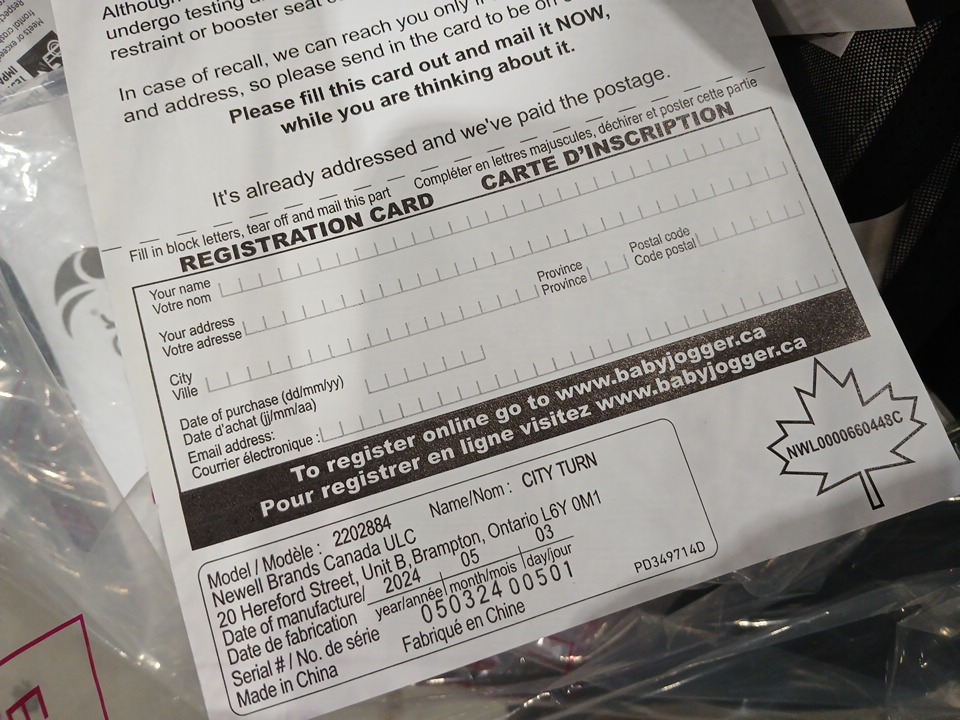 Although
undergo testing a
restraint or booster seat
In case of recall, we can reach you only if
and address, so please send in the card to be on
Please fill this card out and mail it NOW,
while you are thinking about it.
It's already addressed and we've paid the postage.
Fill in block letters, tear off and mail this part Compléter en lettres majuscules, déchirer et poster cette partie
REGISTRATION CARD CARTE D'INSCRIPTION
Your name
Votre nom
Your address
Votre adresse
City
Ville
Province
Province
Postal code
Code postal
Date of purchase (dd/mm/yy)
Date d'achat (jj/mm/aa)
Email address:
Courrier électronique :
To register online go to www.babyjogger.ca
Pour registrer en ligne visitez www.babyjogger.ca
NWL0000660448C
Model / Modèle : 2202884 Name/Nom : CITY TURN
Newell Brands Canada ULC
20 Hereford Street, Unit B, Brampton, Ontario L6Y 0M1
Date of manufacture/ 2024 05 03
Date de fabrication year/année month/mois day/jour
Serial # / No. de série 050324 00501
Made in China Fabriqué en Chine
PD349714D